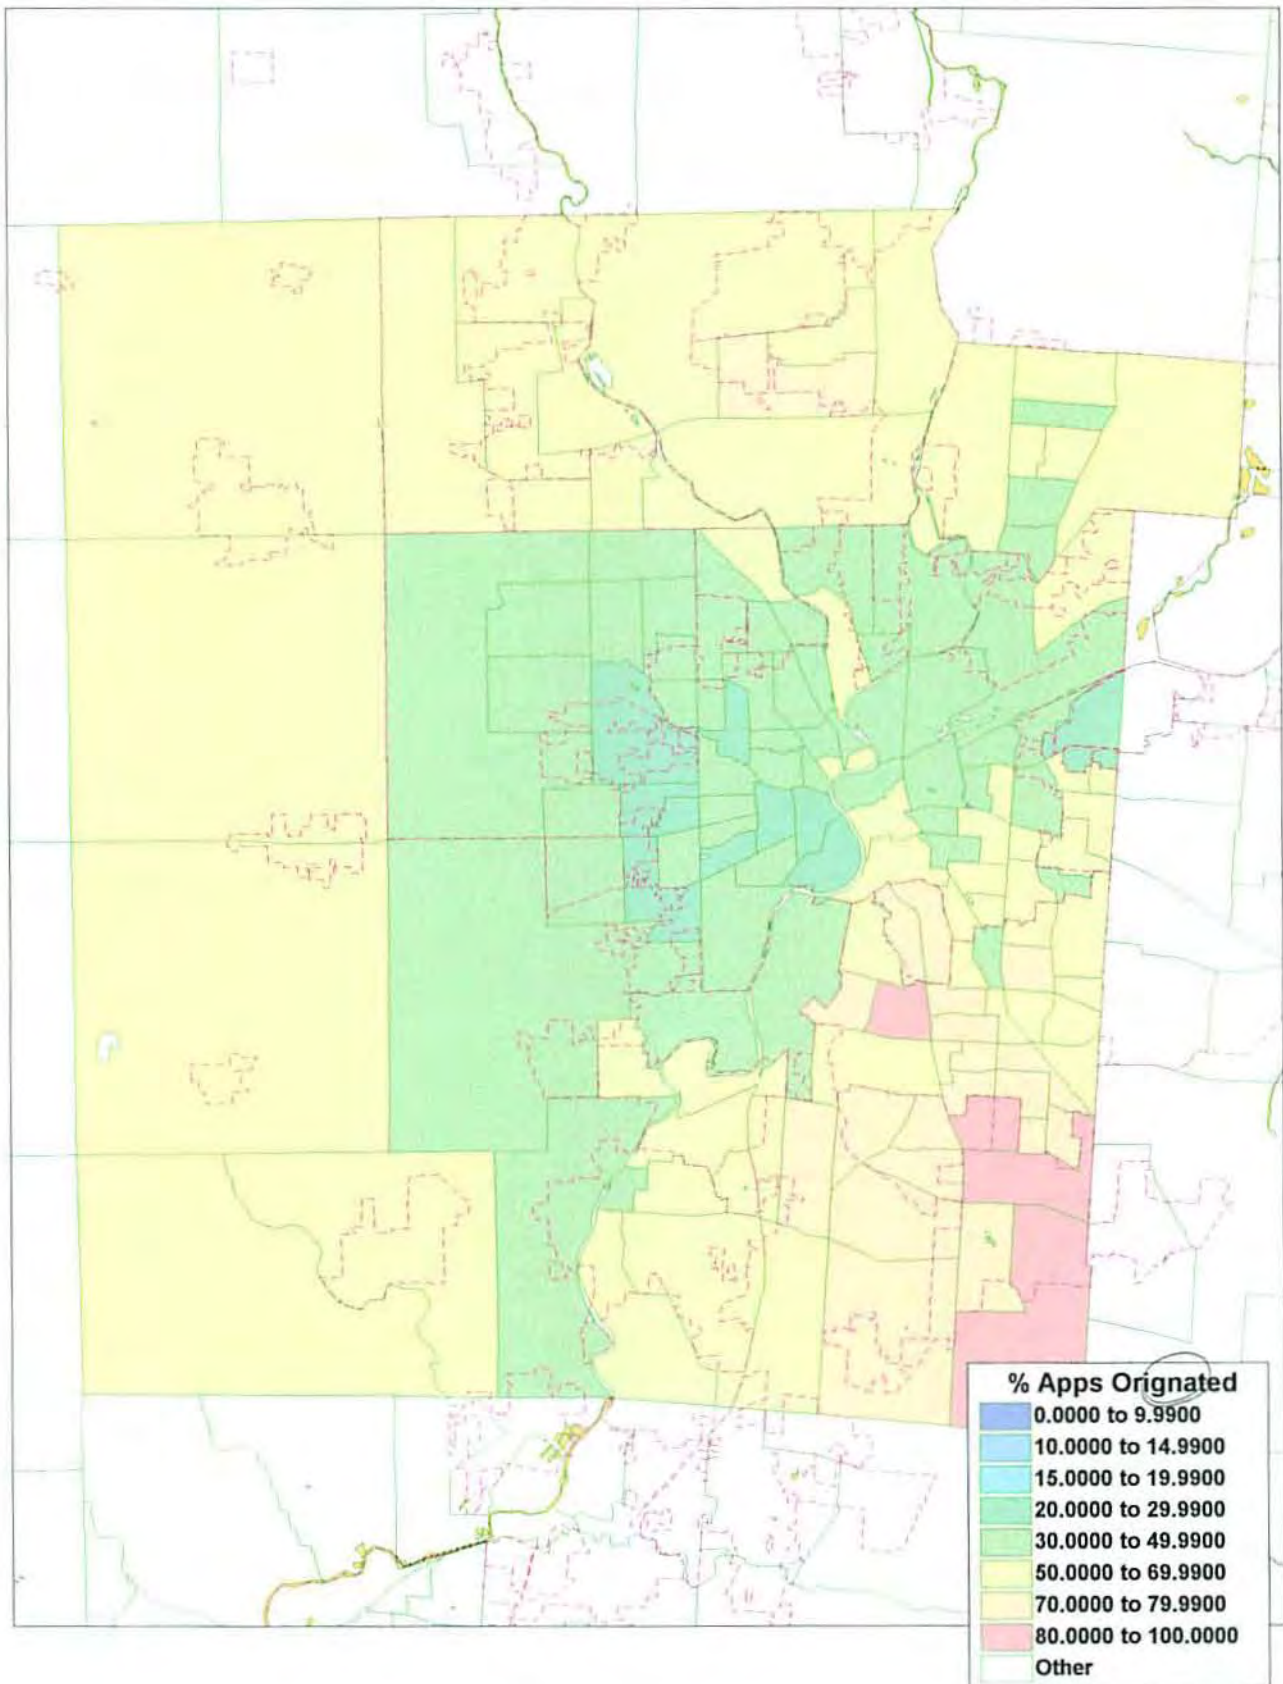 % Apps Orignated
0.0000 to 9.9900
10.0000 to 14.9900
15.0000 to 19.9900
20.0000 to 29.9900
30.0000 to 49.9900
50.0000 to 69.9900
70.0000 to 79.9900
80.0000 to 100.0000
Other